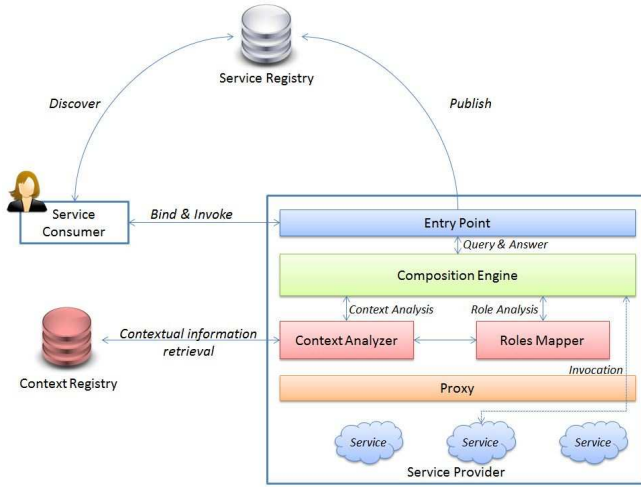 Service Registry
Discover
Publish
Service
Consumer
Bind & Invoke
Entry Point
Query & Answer
Composition Engine
Context Analysis
Role Analysis
Contextual information
retrieval
Context Analyzer
Roles Mapper
Context Registry
Invocation
Proxy
Service
Service
Service
Service Provider